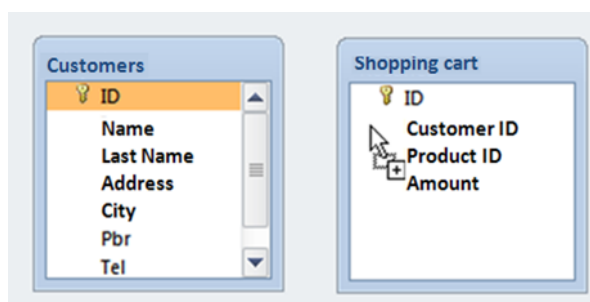 Customers
ID
Name
Last Name
Address
City
Pbr
Tel
Shopping cart
ID
Customer ID
Product ID
Amount